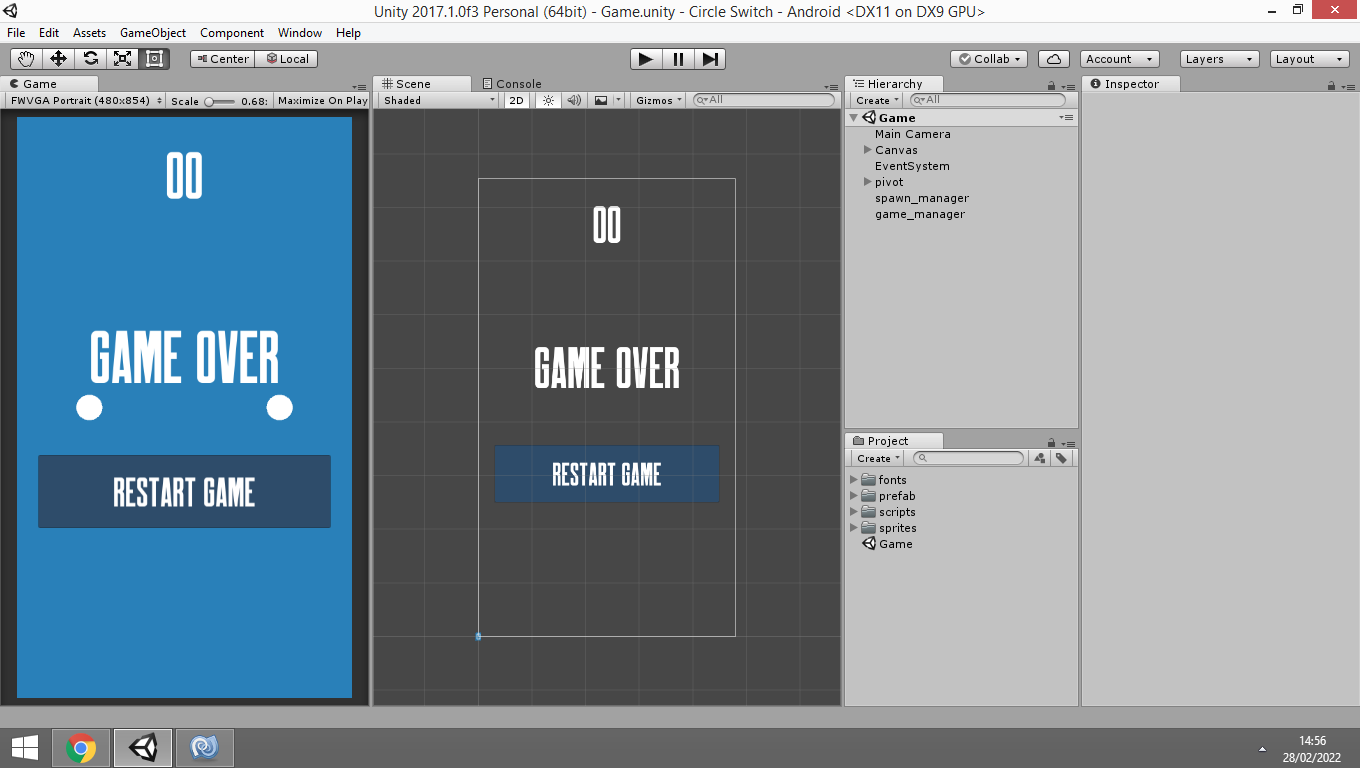 Unity 2017.1.0f3 Personal (64bit) - Game.unity - Circle Switch - Android <DX11 on DX9 GPU>
File Edit Assets GameObject Component Window Help
Center Local Collab Account Layers Layout
Game
FWVGA Portrait (480x854) Scale 0.68: Maximize On Play
00
GAME OVER
RESTART GAME
Scene Console
Shaded 2D Gizmos All
00
GAME OVER
RESTART GAME
Hierarchy
Create All
Game
Main Camera
Canvas
EventSystem
pivot
spawn_manager
game_manager
Project
Create
fonts
prefab
scripts
sprites
Game
Inspector
14:56
28/02/2022